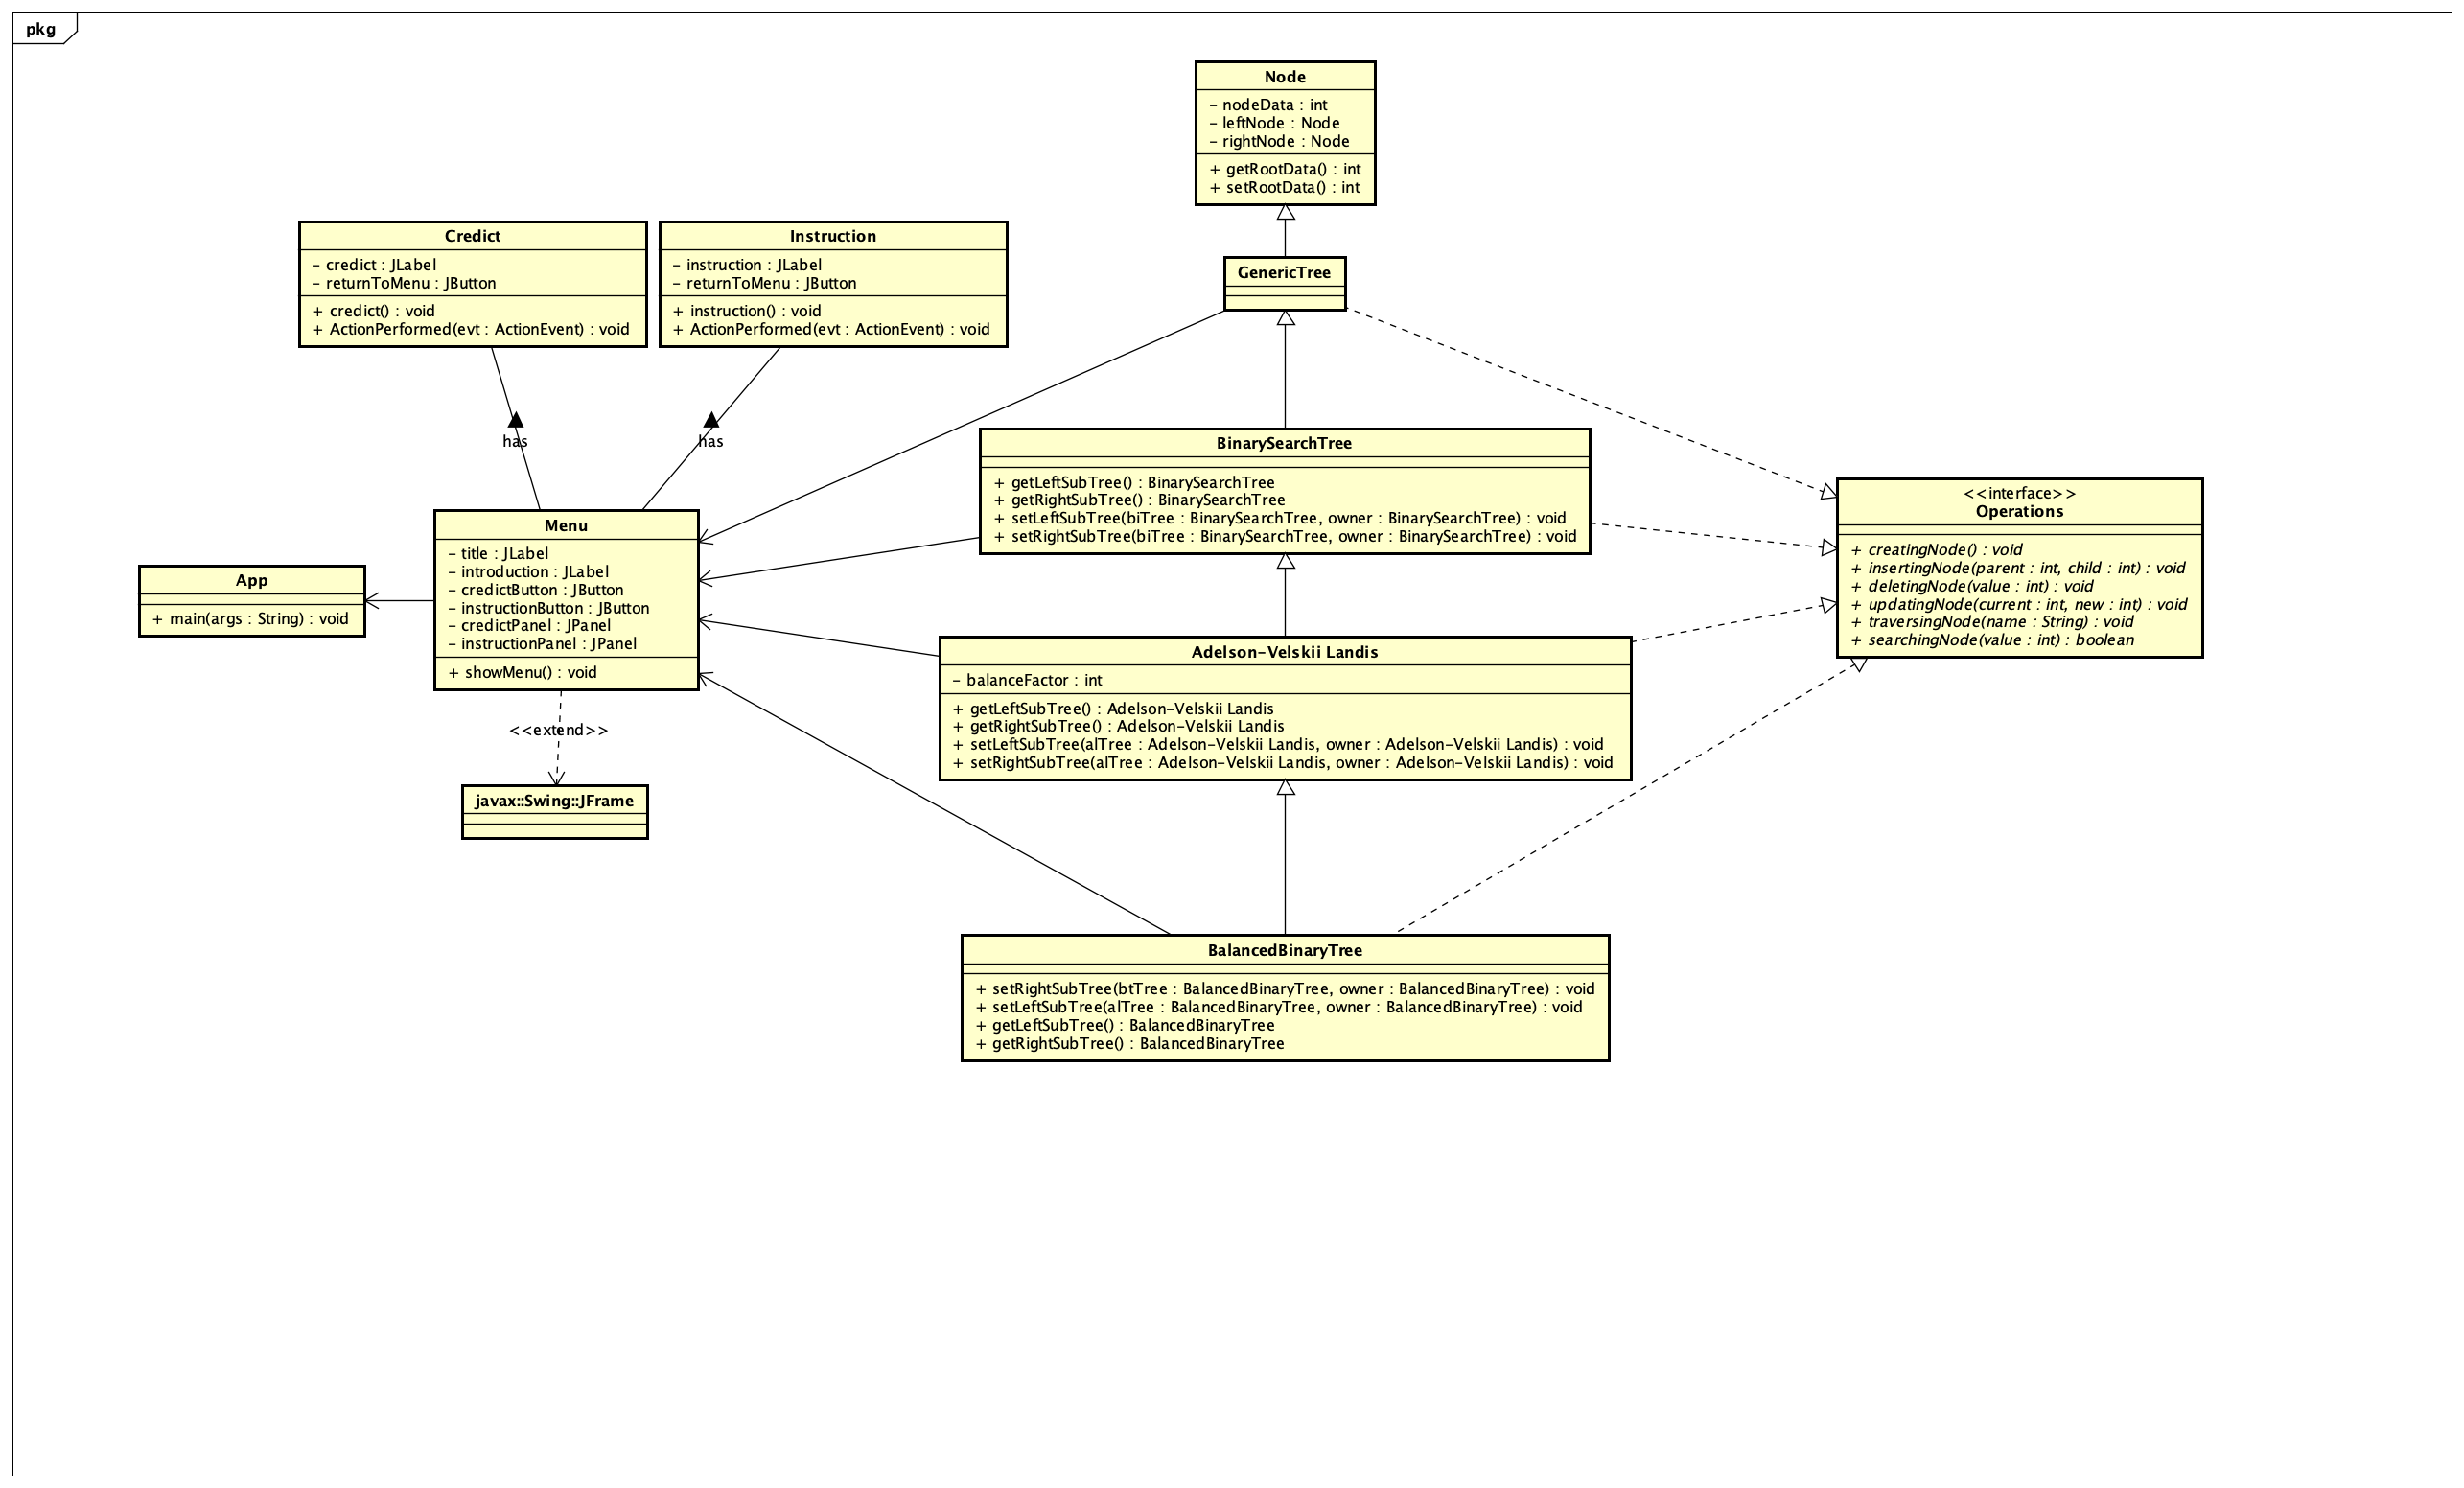 pkg
Node
– nodeData : int
– leftNode : Node
– rightNode : Node
+ getRootData() : int
+ setRootData() : int
Credict
– credict : JLabel
– returnToMenu : JButton
+ credict() : void
+ ActionPerformed(evt : ActionEvent) : void
Instruction
– instruction : JLabel
– returnToMenu : JButton
+ instruction() : void
+ ActionPerformed(evt : ActionEvent) : void
GenericTree
has
has
BinarySearchTree
+ getLeftSubTree() : BinarySearchTree
+ getRightSubTree() : BinarySearchTree
+ setLeftSubTree(biTree : BinarySearchTree, owner : BinarySearchTree) : void
+ setRightSubTree(biTree : BinarySearchTree, owner : BinarySearchTree) : void
<<interface>>
Operations
+ creatingNode() : void
+ insertingNode(parent : int, child : int) : void
+ deletingNode(value : int) : void
+ updatingNode(current : int, new : int) : void
+ traversingNode(name : String) : void
+ searchingNode(value : int) : boolean
Menu
– title : JLabel
– introduction : JLabel
– credictButton : JButton
– instructionButton : JButton
– credictPanel : JPanel
– instructionPanel : JPanel
+ showMenu() : void
App
+ main(args : String) : void
Adelson–Velskii Landis
– balanceFactor : int
+ getLeftSubTree() : Adelson–Velskii Landis
+ getRightSubTree() : Adelson–Velskii Landis
+ setLeftSubTree(alTree : Adelson–Velskii Landis, owner : Adelson–Velskii Landis) : void
+ setRightSubTree(alTree : Adelson–Velskii Landis, owner : Adelson–Velskii Landis) : void
<<extend>>
javax::Swing::JFrame
BalancedBinaryTree
+ setRightSubTree(btTree : BalancedBinaryTree, owner : BalancedBinaryTree) : void
+ setLeftSubTree(alTree : BalancedBinaryTree, owner : BalancedBinaryTree) : void
+ getLeftSubTree() : BalancedBinaryTree
+ getRightSubTree() : BalancedBinaryTree